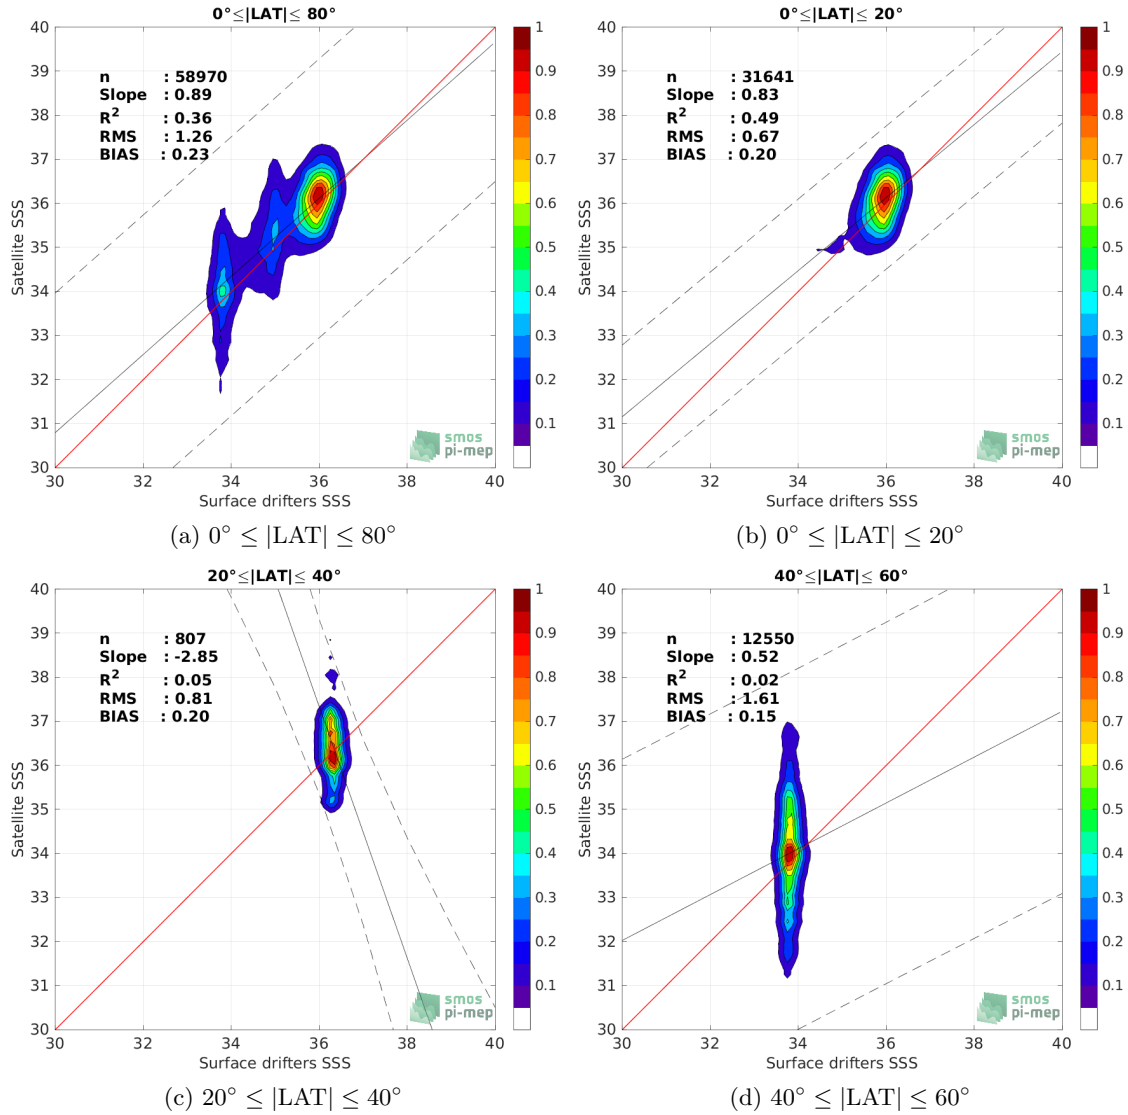 0°≤|LAT|≤ 80°
40
39
38
37
36
35
34
33
32
31
30
30
32
34
36
38
40
Satellite SSS
Surface drifters SSS
n : 58970
Slope : 0.89
R² : 0.36
RMS : 1.26
BIAS : 0.23
smos
pi-mep
1
0.9
0.8
0.7
0.6
0.5
0.4
0.3
0.2
0.1
(a) 0° ≤ |LAT| ≤ 80°
0°≤|LAT|≤ 20°
40
39
38
37
36
35
34
33
32
31
30
30
32
34
36
38
40
Satellite SSS
Surface drifters SSS
n : 31641
Slope : 0.83
R² : 0.49
RMS : 0.67
BIAS : 0.20
smos
pi-mep
1
0.9
0.8
0.7
0.6
0.5
0.4
0.3
0.2
0.1
(b) 0° ≤ |LAT| ≤ 20°
20°≤|LAT|≤ 40°
40
39
38
37
36
35
34
33
32
31
30
30
32
34
36
38
40
Satellite SSS
Surface drifters SSS
n : 807
Slope : -2.85
R² : 0.05
RMS : 0.81
BIAS : 0.20
smos
pi-mep
1
0.9
0.8
0.7
0.6
0.5
0.4
0.3
0.2
0.1
(c) 20° ≤ |LAT| ≤ 40°
40°≤|LAT|≤ 60°
40
39
38
37
36
35
34
33
32
31
30
30
32
34
36
38
40
Satellite SSS
Surface drifters SSS
n : 12550
Slope : 0.52
R² : 0.02
RMS : 1.61
BIAS : 0.15
smos
pi-mep
1
0.9
0.8
0.7
0.6
0.5
0.4
0.3
0.2
0.1
(d) 40° ≤ |LAT| ≤ 60°